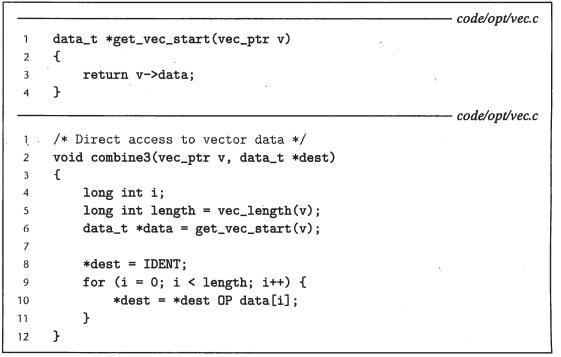 code/opt/vec.c
1 data_t *get_vec_start(vec_ptr v)
2 {
3     return v->data;
4 }
code/opt/vec.c
1 /* Direct access to vector data */
2 void combine3(vec_ptr v, data_t *dest)
3 {
4     long int i;
5     long int length = vec_length(v);
6     data_t *data = get_vec_start(v);
7
8     *dest = IDENT;
9     for (i = 0; i < length; i++) {
10         *dest = *dest OP data[i];
11     }
12 }